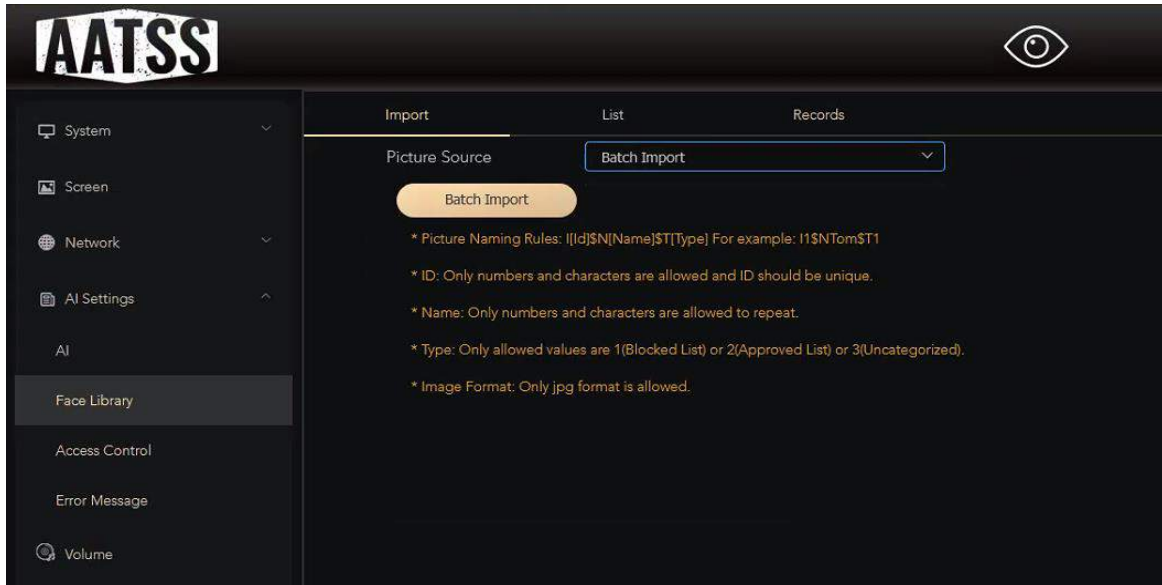 AATSS
System
Screen
Network
AI Settings
AI
Face Library
Access Control
Error Message
Volume
Import List Records
Picture Source Batch Import
Batch Import
* Picture Naming Rules: I[Id]$N[Name]$T[Type] For example: I1$NTom$T1
* ID: Only numbers and characters are allowed and ID should be unique.
* Name: Only numbers and characters are allowed to repeat.
* Type: Only allowed values are 1(Blocked List) or 2(Approved List) or 3(Uncategorized).
* Image Format: Only jpg format is allowed.